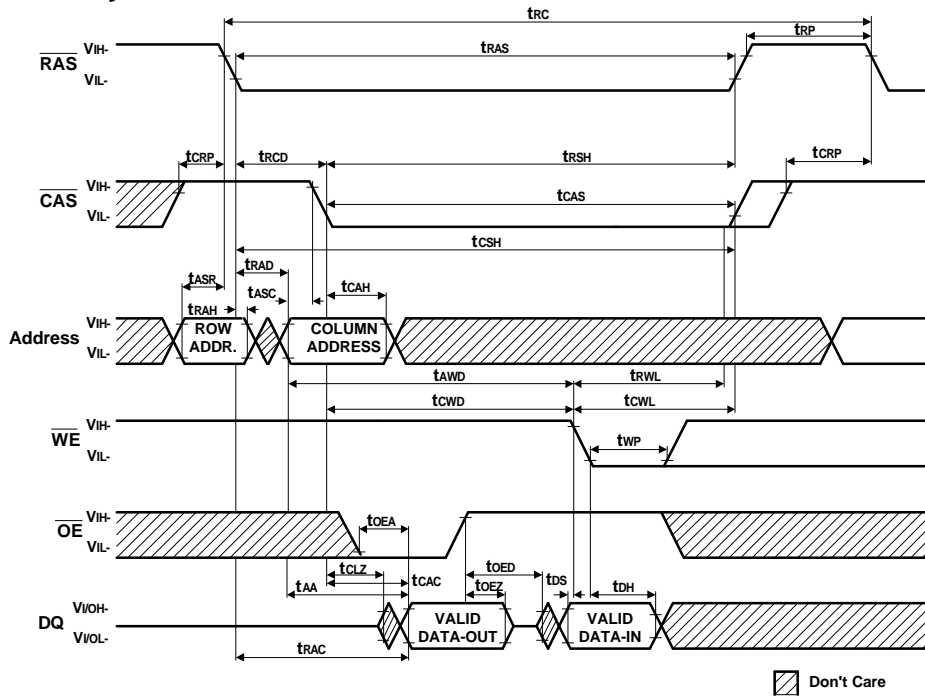 tRC
tRP
tRAS
RAS
VIH-
VIL-
tCRP
tRCD
tRSH
tCRP
CAS
VIH-
VIL-
tCAS
tCSH
tRAD
tASR
tASC
tCAH
tRAH
Address
VIH-
VIL-
ROW
ADDR.
COLUMN
ADDRESS
tAWD
tRWL
tCWD
tCWL
WE
VIH-
VIL-
tWP
OE
VIH-
VIL-
tOEA
tCLZ
tCAC
tOED
tAA
tOEZ
tDS
tDH
DQ
VI/OH-
VI/OL-
VALID
DATA-OUT
VALID
DATA-IN
tRAC
Don't Care